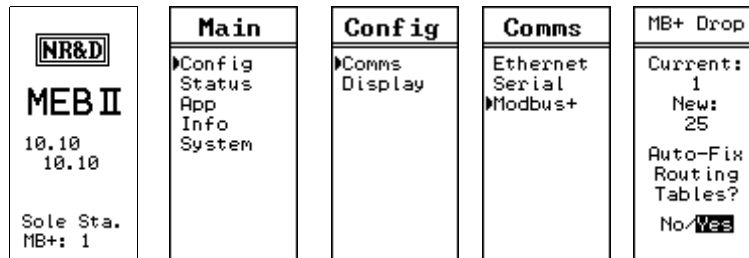 NR&D
MEB II
10.10
10.10
Sole Sta.
MB+: 1
Main
Config
Status
App
Info
System
Config
Comms
Display
Comms
Ethernet
Serial
Modbus+
MB+ Drop
Current:
1
New:
25
Auto-Fix
Routing
Tables?
No/Yes